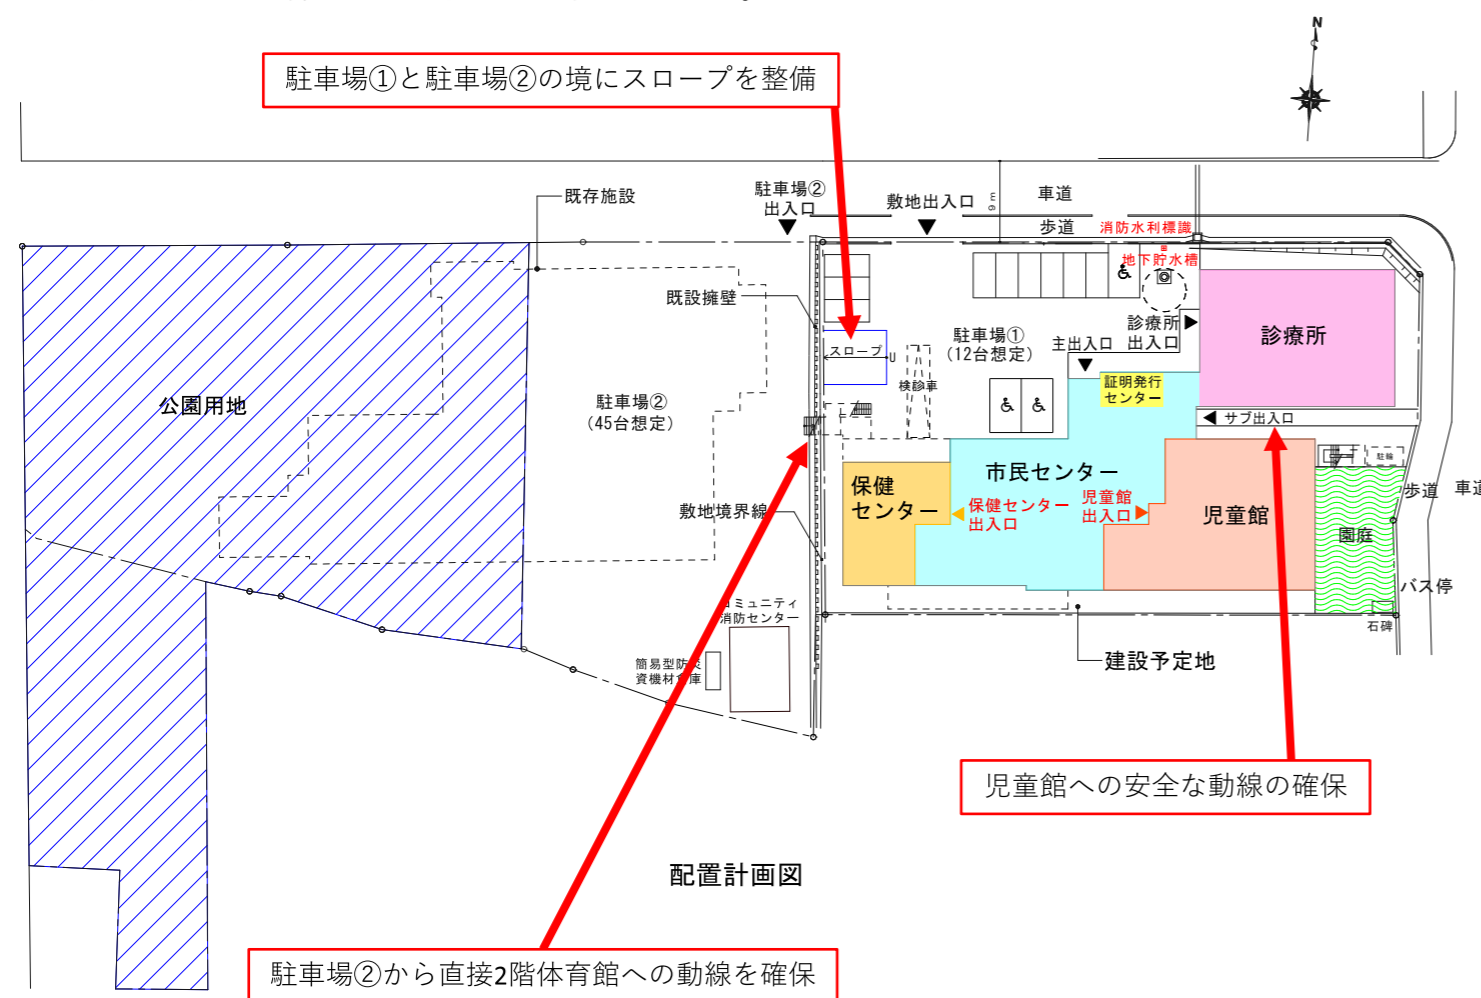 N
駐車場①と駐車場②の境にスロープを整備
既存施設
駐車場②
出入口
敷地出入口
9m
車道
歩道
消防水利標識
地下貯水槽
既設擁壁
スロープ
U
駐車場①
(12台想定)
検診車
主出入口
診療所
出入口
診療所
証明発行
センター
サブ出入口
公園用地
駐車場②
(45台想定)
市民センター
保健
センター
保健センター
出入口
児童館
出入口
児童館
駐輪
歩道
車道
敷地境界線
園庭
バス停
石碑
コミュニティ
消防センター
簡易型防災
資機材倉庫
建設予定地
児童館への安全な動線の確保
配置計画図
駐車場②から直接2階体育館への動線を確保